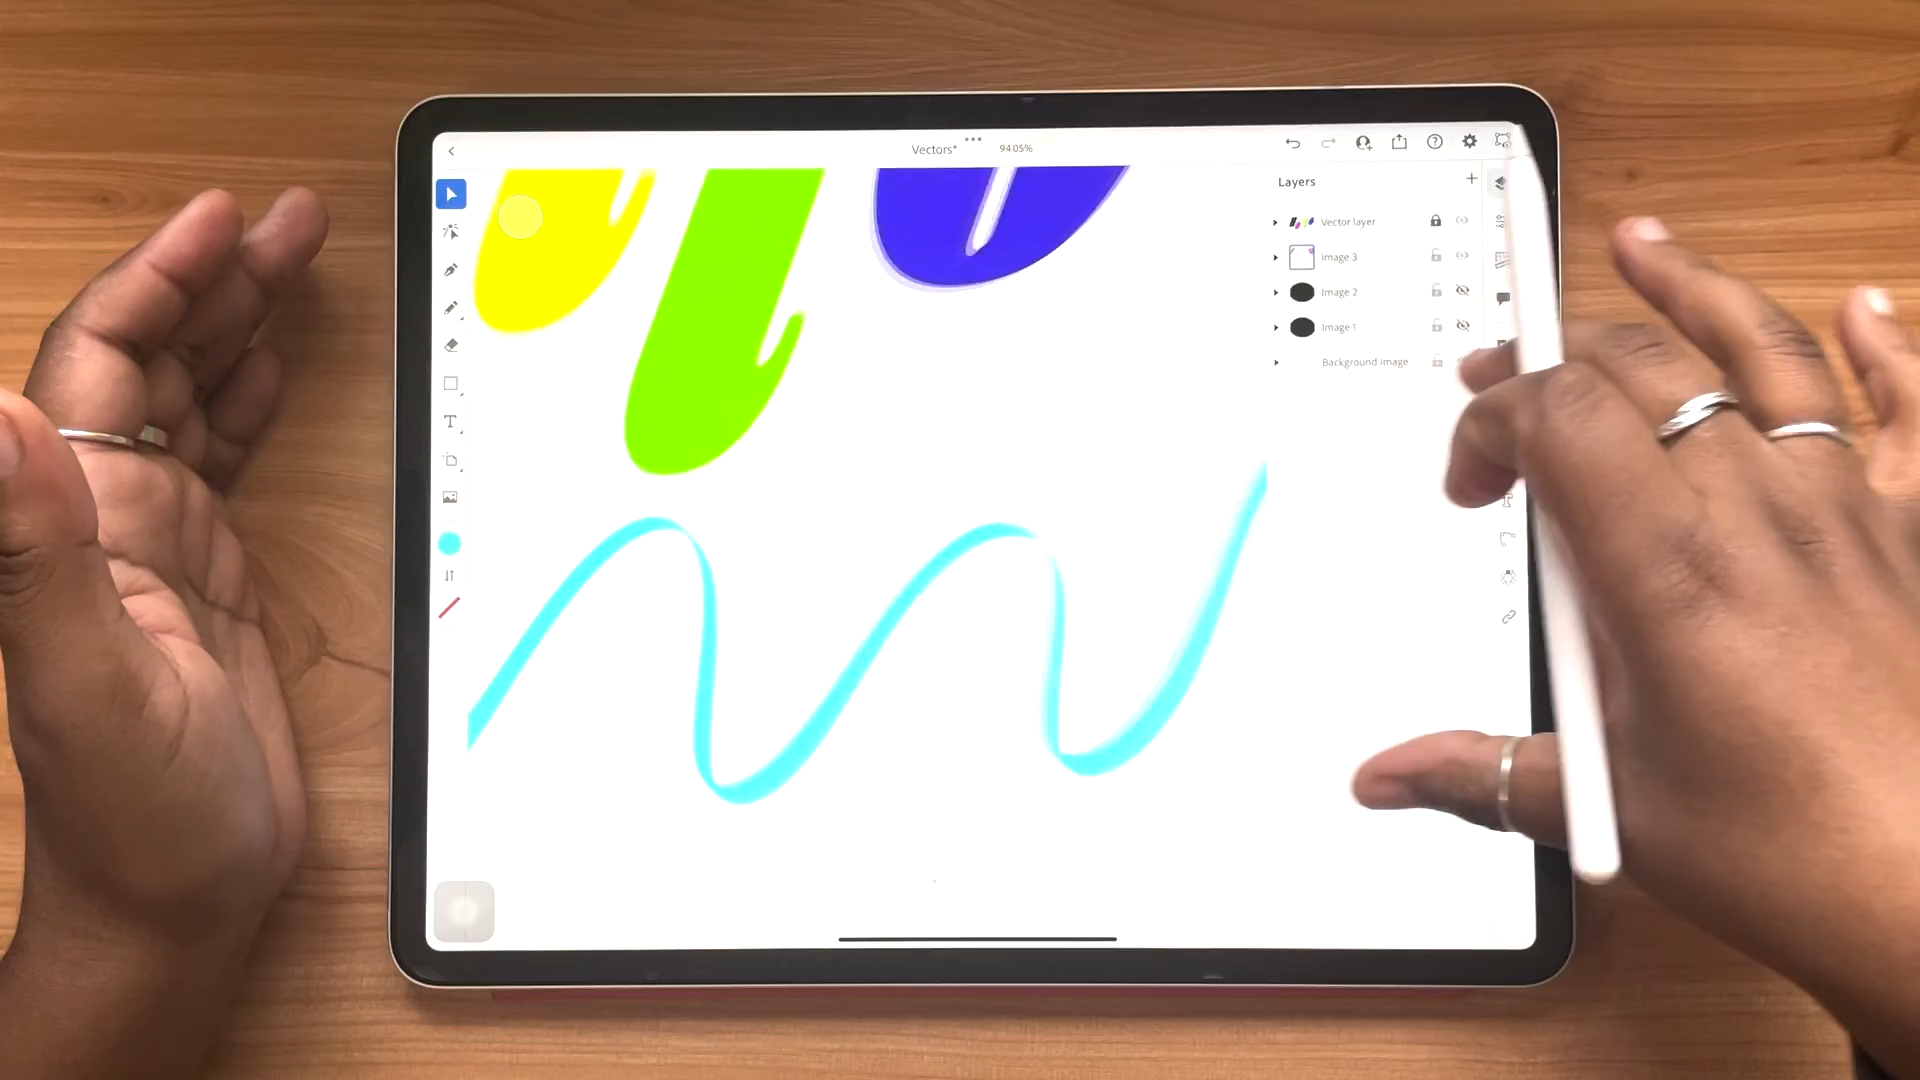 Vectors* 94.05%
Layers
Vector layer
Image 3
Image 2
Image 1
Background Image